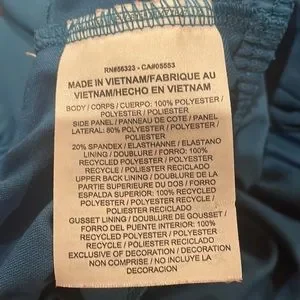 RN#56323 - CA#05553
MADE IN VIETNAM/FABRIQUE AU
VIETNAM/HECHO EN VIETNAM
BODY / CORPS / CUERPO: 100%
POLYESTER / POLYESTER / POLIÉSTER
SIDE PANEL / PANNEAU DE COTE / PANEL
LATERAL: 80% POLYESTER / POLYESTER /
POLIESTER
20% SPANDEX / ELASTHANNE / ELASTANO
LINING / DOUBLURE / FORRO: 100%
RECYCLED POLYESTER / POLYESTER
RECYCLE / POLIESTER RECICLADO
UPPER BACK LINING / DOUBLURE DE LA
PARTIE SUPERIEURE DU DOS / FORRO DE
ESPALDA SUPERIOR: 100% RECYCLED
POLYESTER / POLYESTER RECYCLE /
POLIESTER RECICLADO
GUSSET LINING / DOUBLURE DE GOUSSET /
FORRO DEL PUENTE INTERIOR: 100%
RECYCLED POLYESTER / POLYESTER
RECYCLE / POLIESTER RECICLADO
EXCLUSIVE OF DECORATION / DECORATION
NON COMPRISE / NO INCLUYE LA
DECORACION